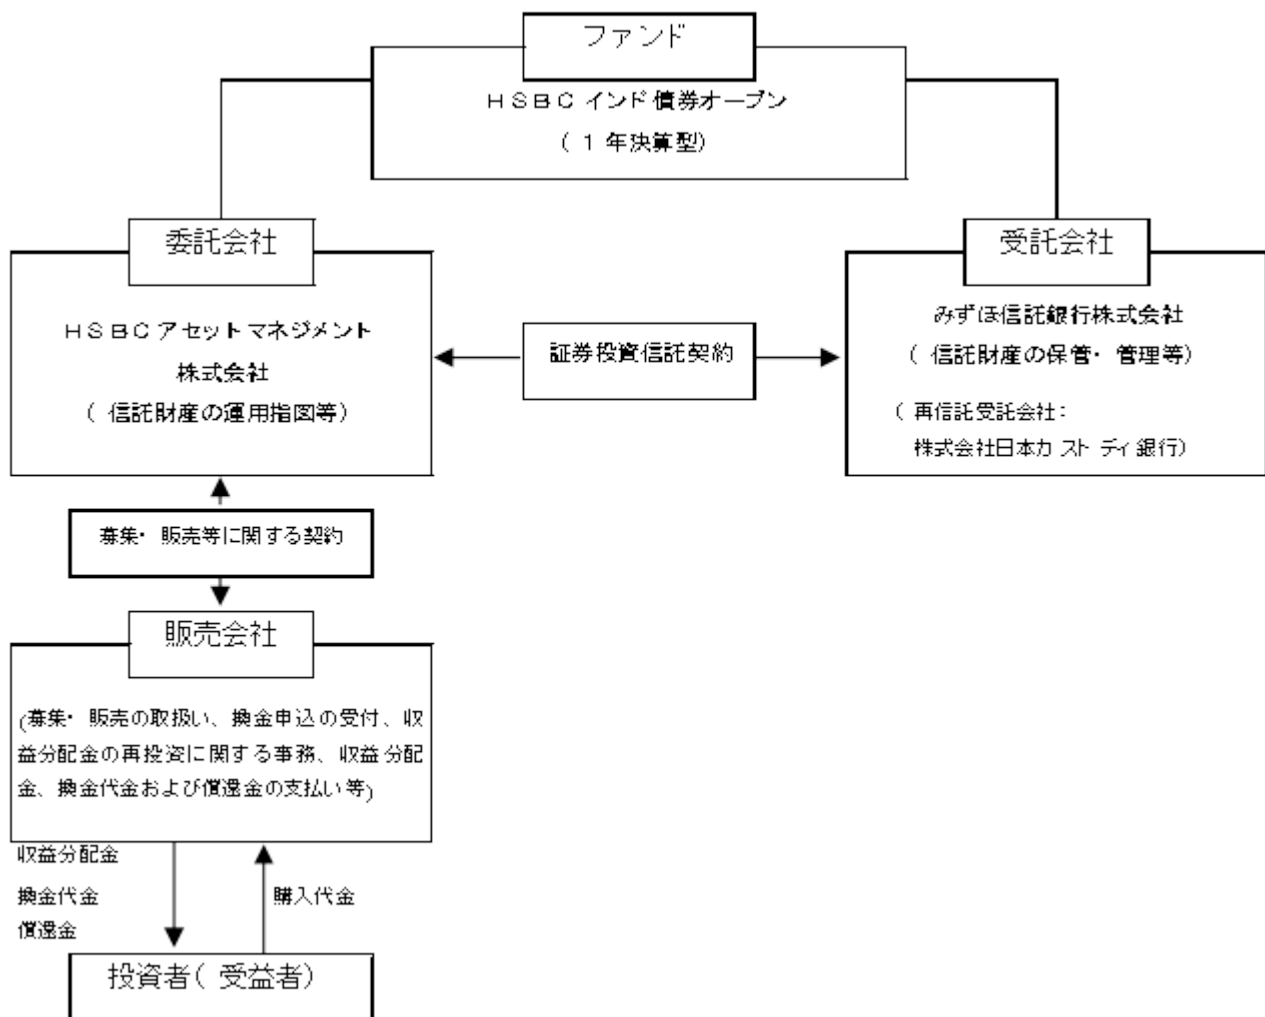 ファンド
HSBCインド債券オープン
(1年決算型)
委託会社
HSBCアセットマネジメント
株式会社
(信託財産の運用指図等)
証券投資信託契約
受託会社
みずほ信託銀行株式会社
(信託財産の保管・管理等)
(再信託受託会社:
株式会社日本カストディ銀行)
募集・販売等に関する契約
販売会社
(募集・販売の取扱い、換金申込の受付、収
益分配金の再投資に関する事務、収益分配
金、換金代金および償還金の支払い等)
収益分配金
換金代金
償還金
購入代金
投資者(受益者)